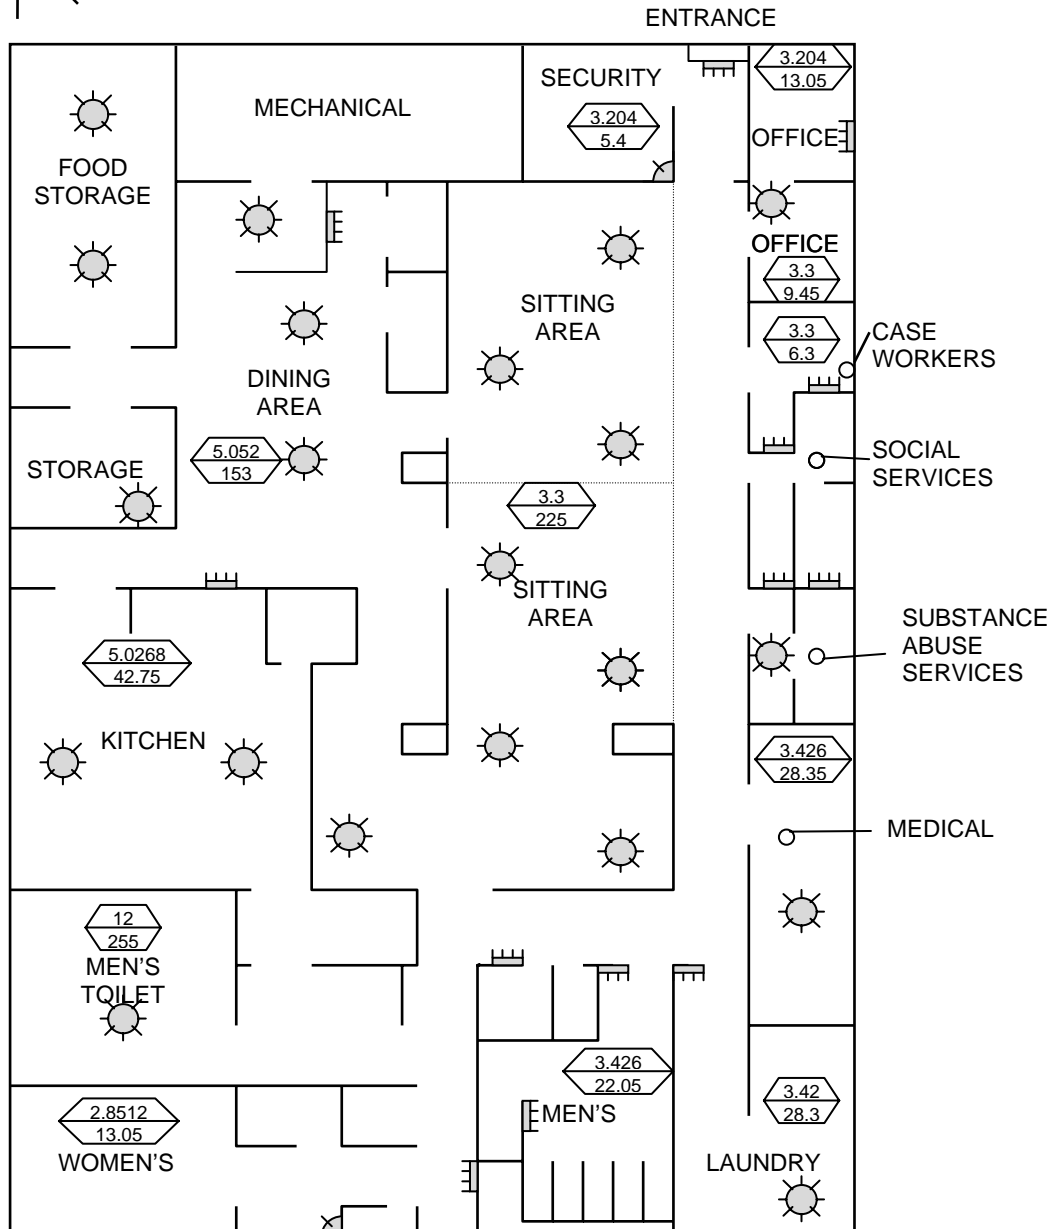 ENTRANCE
3.204
13.05
SECURITY
MECHANICAL
3.204
5.4
OFFICE
FOOD
STORAGE
OFFICE
3.3
9.45
SITTING
AREA
3.3
6.3
CASE
WORKERS
DINING
AREA
5.052
153
STORAGE
SOCIAL
SERVICES
3.3
225
SITTING
AREA
SUBSTANCE
ABUSE
SERVICES
5.0268
42.75
KITCHEN
3.426
28.35
MEDICAL
12
255
MEN'S
TOILET
3.426
22.05
3.42
28.3
MEN'S
2.8512
13.05
WOMEN'S
LAUNDRY